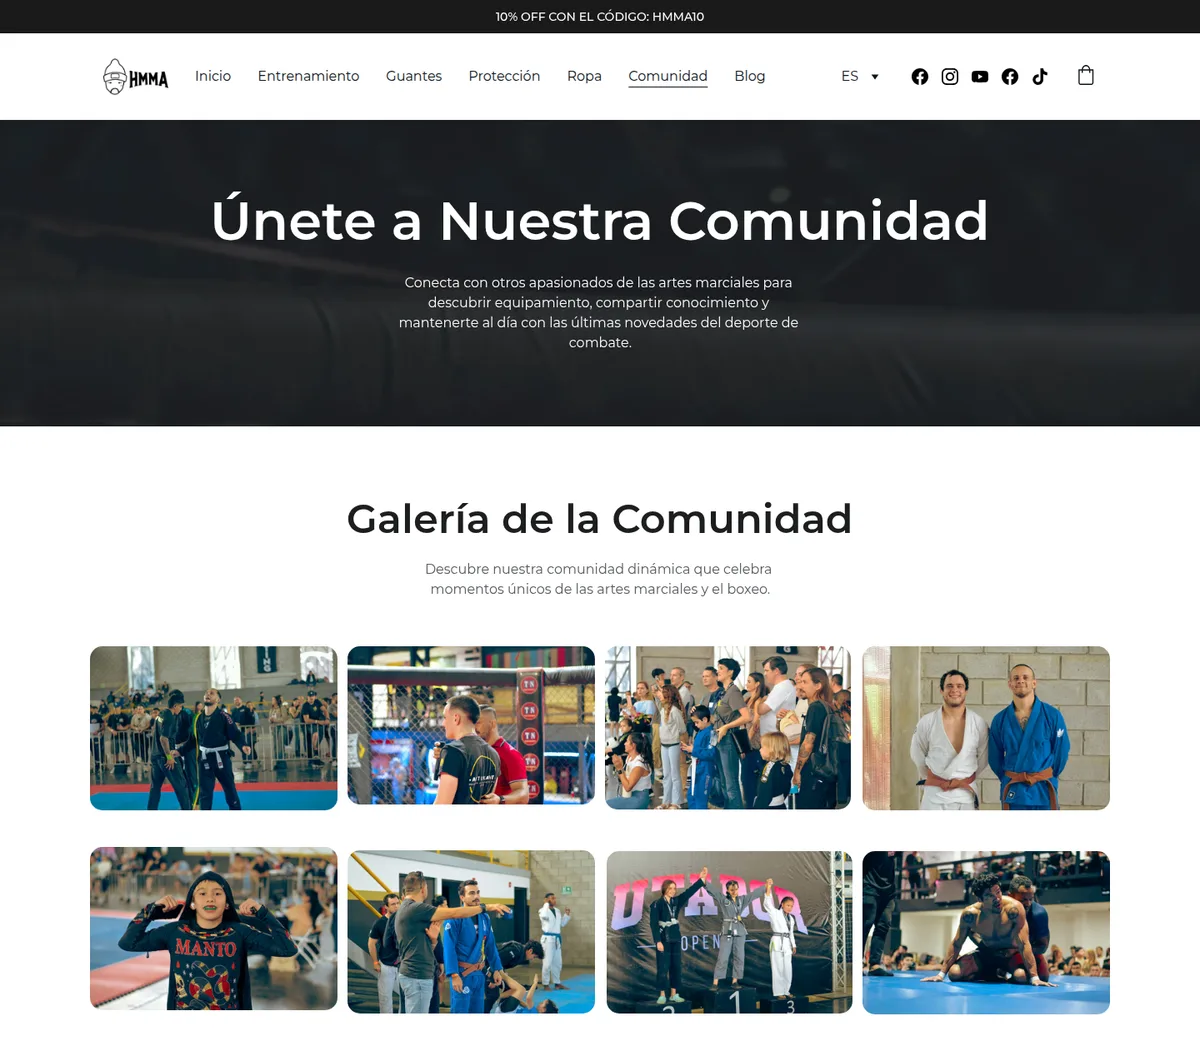 10% OFF CON EL CÓDIGO: HMMA10
HMMA
Inicio
Entrenamiento
Guantes
Protección
Ropa
Comunidad
Blog
ES
Únete a Nuestra Comunidad
Conecta con otros apasionados de las artes marciales para
descubrir equipamiento, compartir conocimiento y
mantenerte al día con las últimas novedades del deporte de
combate.
Galería de la Comunidad
Descubre nuestra comunidad dinámica que celebra
momentos únicos de las artes marciales y el boxeo.
MANTO
OPEN
2
1
3